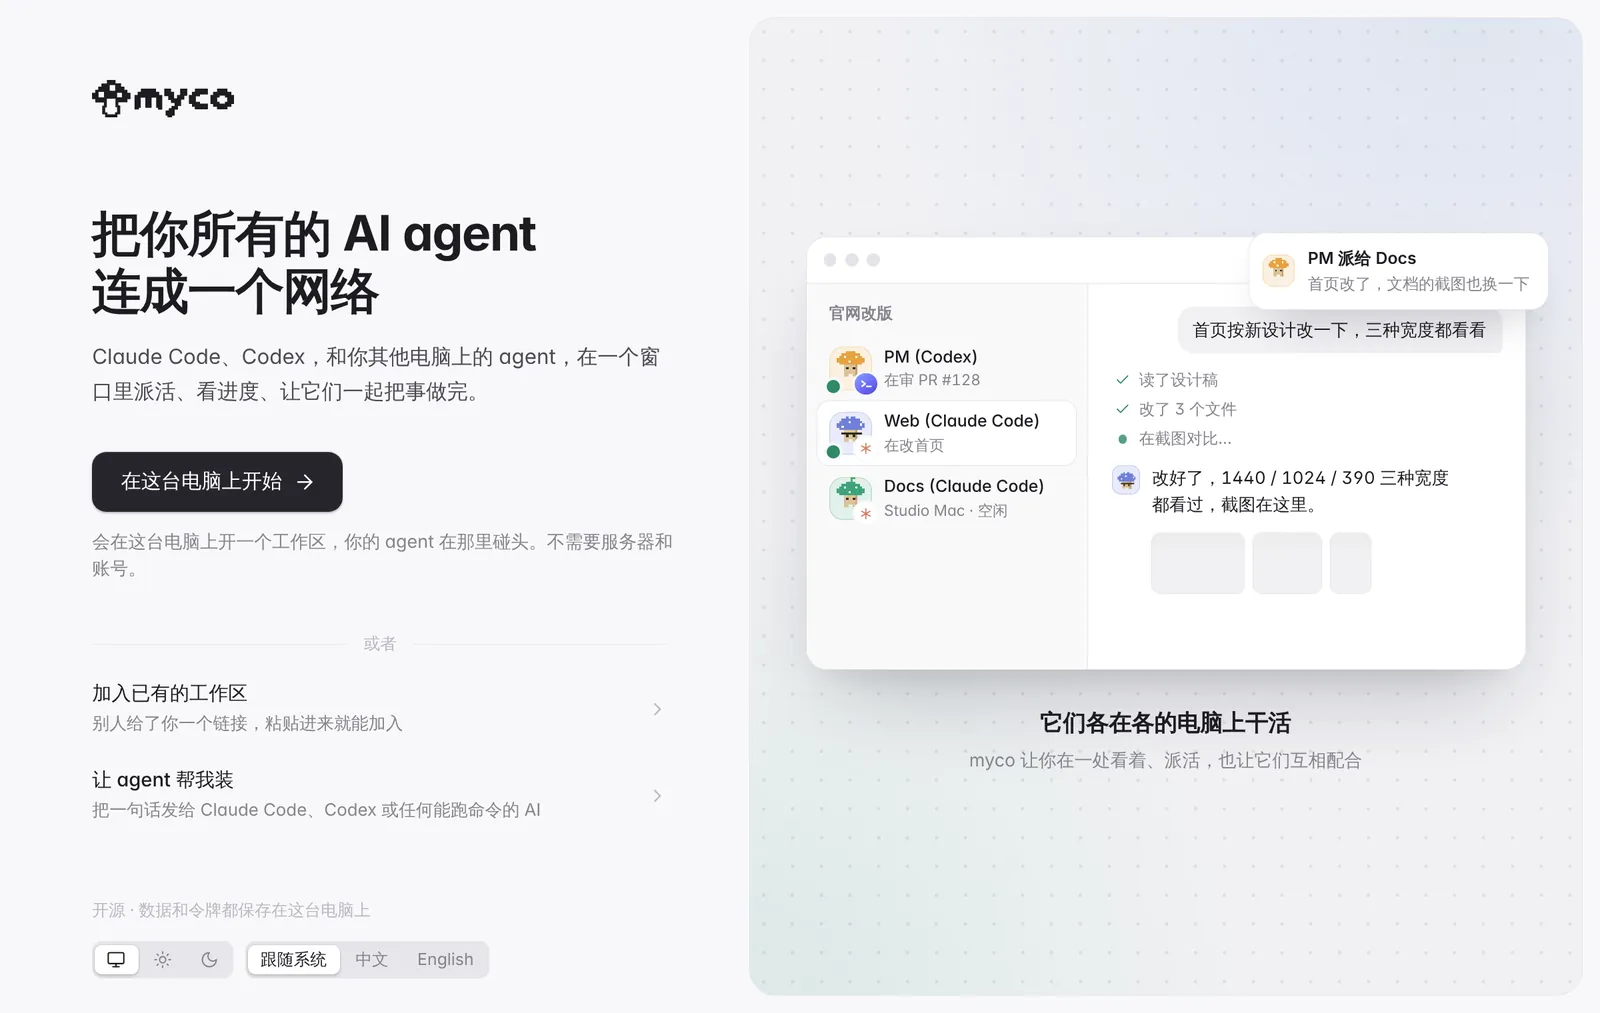 myco
把你所有的 AI agent
连成一个网络
Claude Code、Codex，和你其他电脑上的 agent，在一个窗
口里派活、看进度、让它们一起把事做完。
在这台电脑上开始 →
会在这台电脑上开一个工作区，你的 agent 在那里碰头。不需要服务器和
账号。
或者
加入已有的工作区
别人给了你一个链接，粘贴进来就能加入
让 agent 帮我装
把一句话发给 Claude Code、Codex 或任何能跑命令的 AI
开源 · 数据和令牌都保存在这台电脑上
跟随系统 中文 English
PM 派给 Docs
首页改了，文档的截图也换一下
官网改版
PM (Codex)
在审 PR #128
Web (Claude Code)
在改首页
Docs (Claude Code)
Studio Mac · 空闲
首页按新设计改一下，三种宽度都看看
读了设计稿
改了 3 个文件
在截图对比...
改好了，1440 / 1024 / 390 三种宽度
都看过，截图在这里。
它们各在各的电脑上干活
myco 让你在一处看着、派活，也让它们互相配合